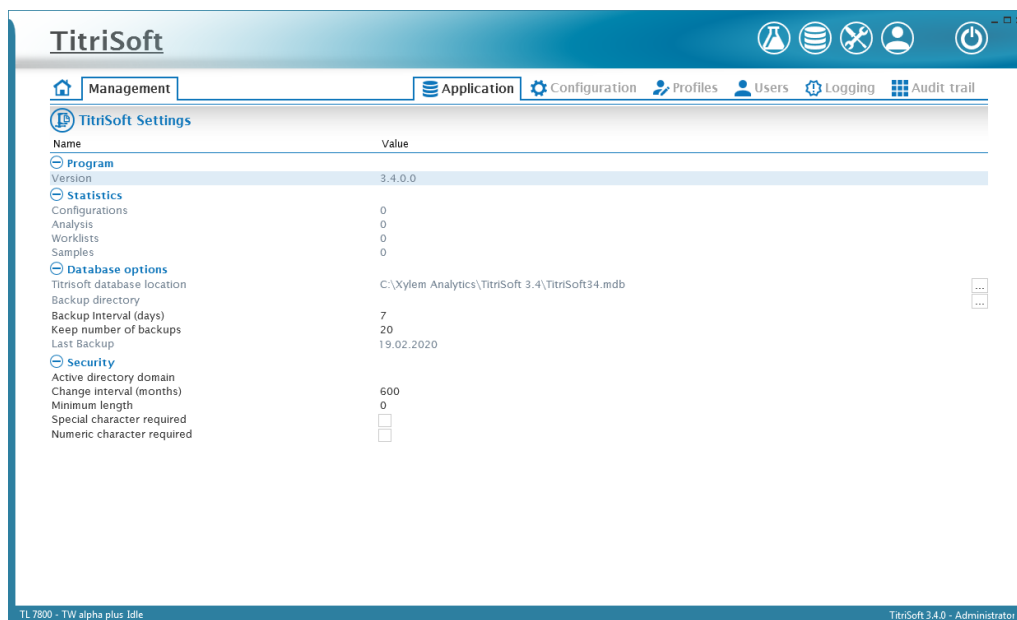 TitriSoft
Management Application Configuration Profiles Users Logging Audit trail
TitriSoft Settings
Name Value
Program
Version 3.4.0.0
Statistics
Configurations 0
Analysis 0
Worklists 0
Samples 0
Database options
Titrisoft database location C:\Xylem Analytics\TitriSoft 3.4\TitriSoft34.mdb ...
Backup directory ...
Backup Interval (days) 7
Keep number of backups 20
Last Backup 19.02.2020
Security
Active directory domain
Change interval (months) 600
Minimum length 0
Special character required
Numeric character required
TL 7800 - TW alpha plus Idle TitriSoft 3.4.0 - Administrator